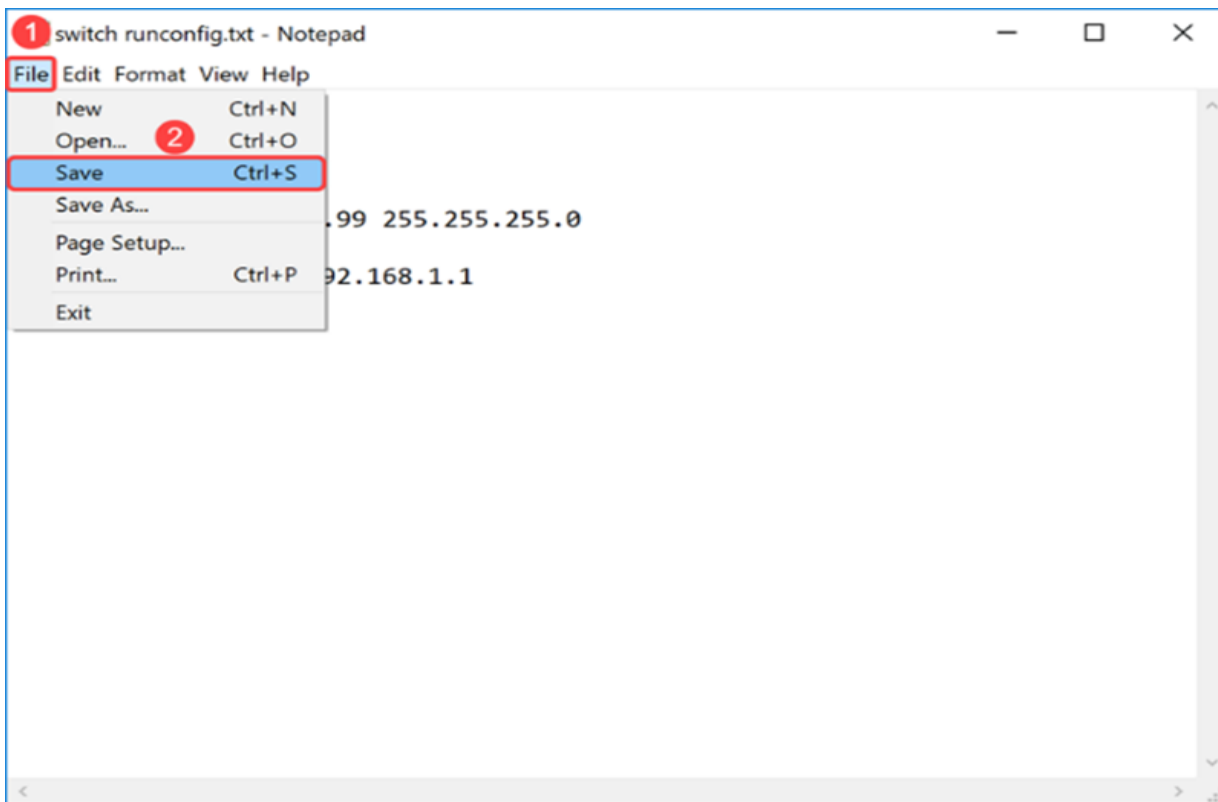 1 switch runconfig.txt - Notepad
File Edit Format View Help
New Ctrl+N
Open... 2 Ctrl+O
Save Ctrl+S
Save As...
.99 255.255.255.0
Page Setup...
Print... Ctrl+P 92.168.1.1
Exit